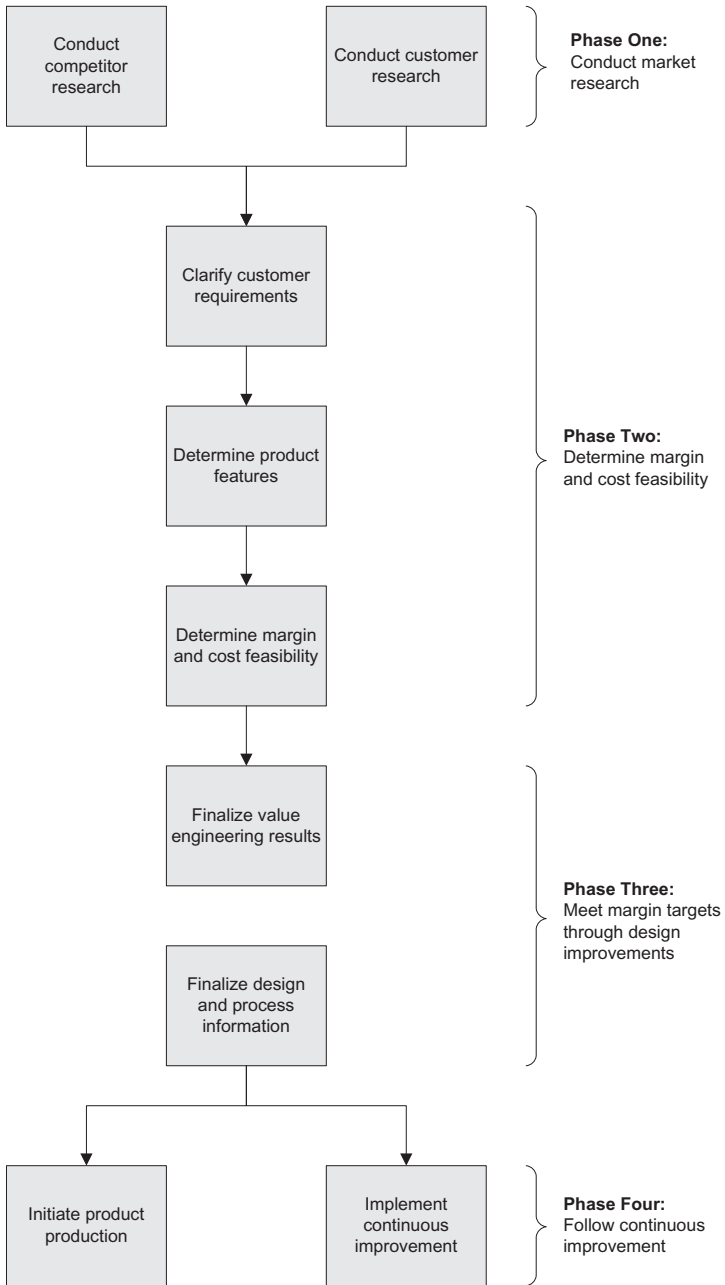 Conduct
competitor
research
Conduct customer
research
Phase One:
Conduct market
research
Clarify customer
requirements
Determine product
features
Determine margin
and cost feasibility
Phase Two:
Determine margin
and cost feasibility
Finalize value
engineering results
Finalize design
and process
information
Phase Three:
Meet margin targets
through design
improvements
Initiate product
production
Implement
continuous
improvement
Phase Four:
Follow continuous
improvement